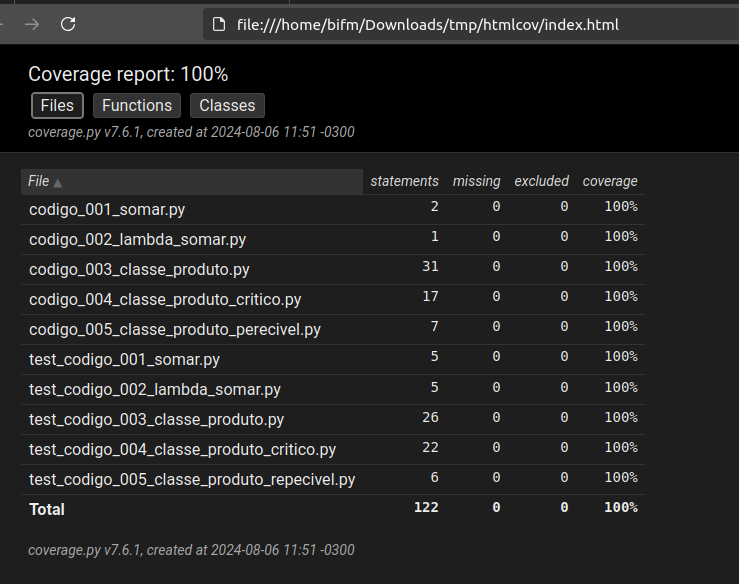 file:///home/bifm/Downloads/tmp/htmlcov/index.html
Coverage report: 100%
Files Functions Classes
coverage.py v7.6.1, created at 2024-08-06 11:51 -0300
File ▲ statements missing excluded coverage
codigo_001_somar.py 2 0 0 100%
codigo_002_lambda_somar.py 1 0 0 100%
codigo_003_classe_produto.py 31 0 0 100%
codigo_004_classe_produto_critico.py 17 0 0 100%
codigo_005_classe_produto_perecivel.py 7 0 0 100%
test_codigo_001_somar.py 5 0 0 100%
test_codigo_002_lambda_somar.py 5 0 0 100%
test_codigo_003_classe_produto.py 26 0 0 100%
test_codigo_004_classe_produto_critico.py 22 0 0 100%
test_codigo_005_classe_produto_repecivel.py 6 0 0 100%
Total 122 0 0 100%
coverage.py v7.6.1, created at 2024-08-06 11:51 -0300